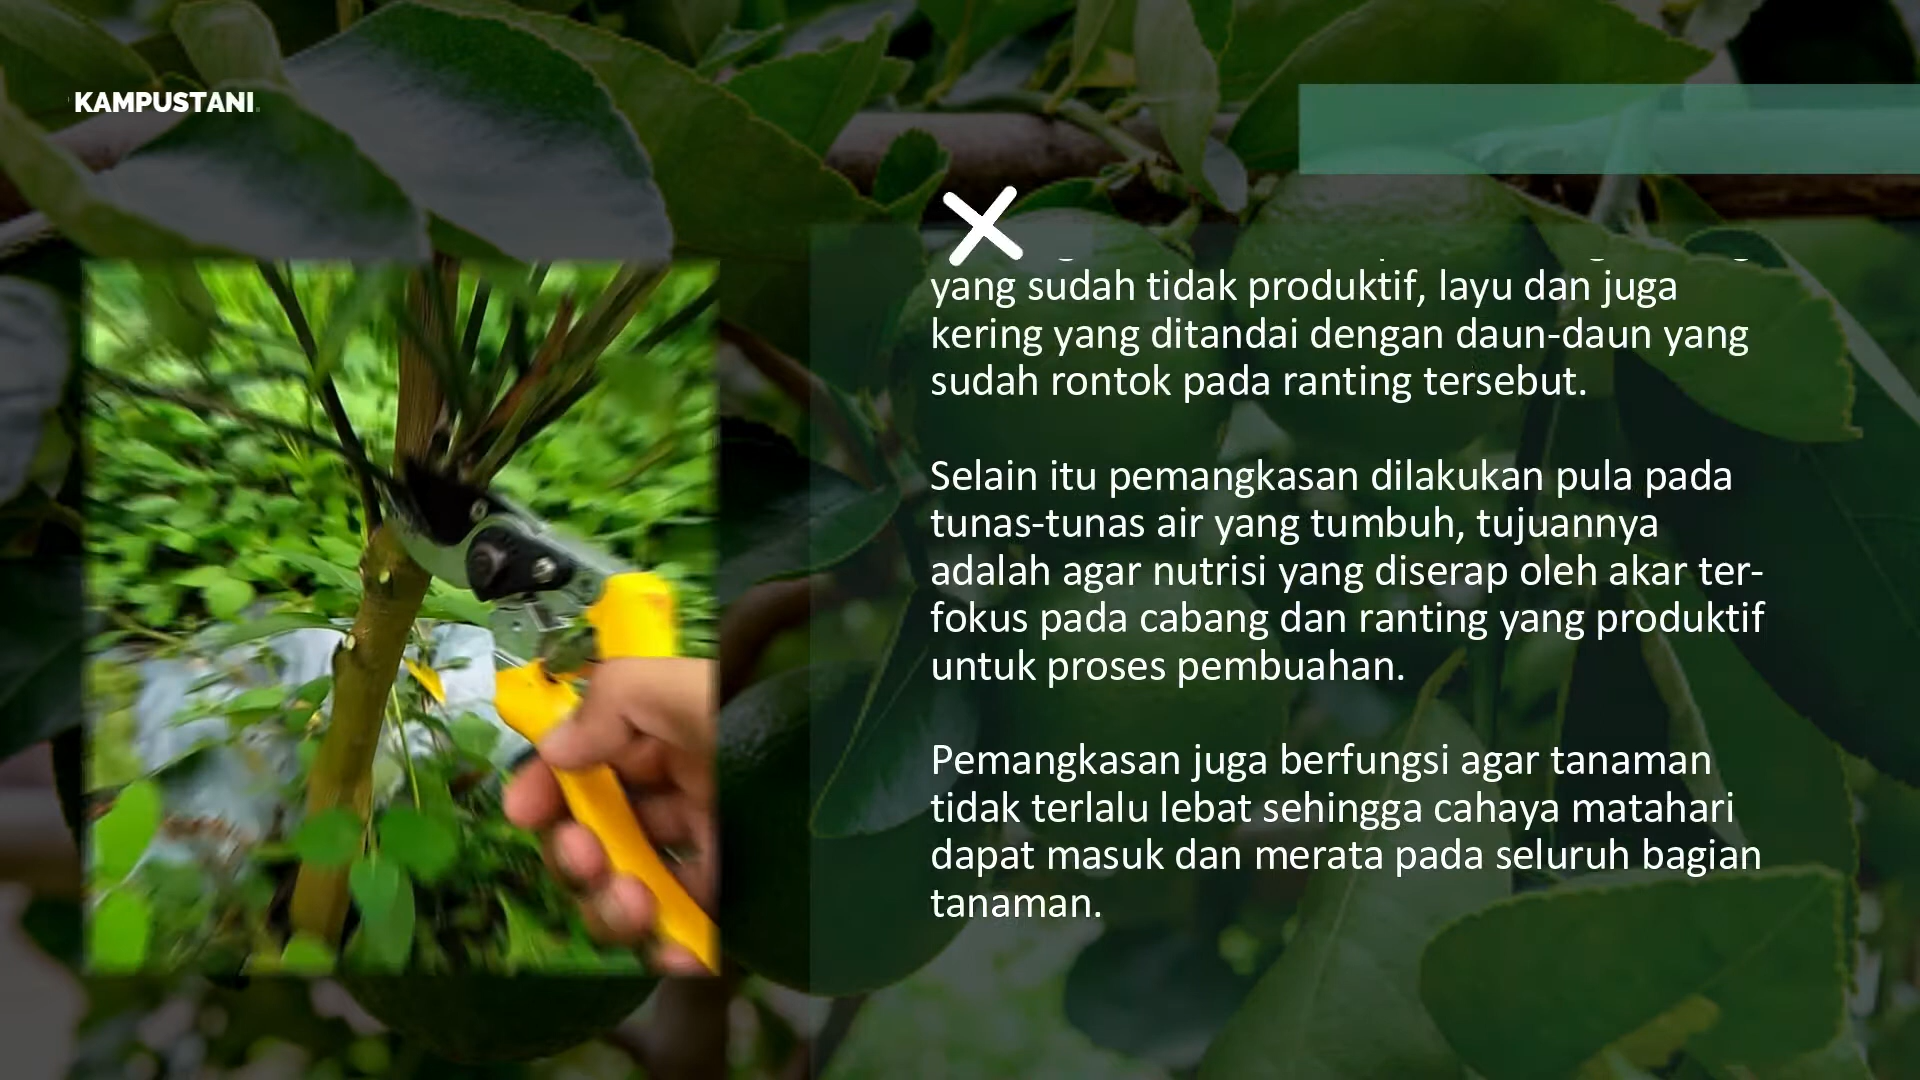 KAMPUSTANI
yang sudah tidak produktif, layu dan juga
kering yang ditandai dengan daun-daun yang
sudah rontok pada ranting tersebut.
Selain itu pemangkasan dilakukan pula pada
tunas-tunas air yang tumbuh, tujuannya
adalah agar nutrisi yang diserap oleh akar ter-
fokus pada cabang dan ranting yang produktif
untuk proses pembuahan.
Pemangkasan juga berfungsi agar tanaman
tidak terlalu lebat sehingga cahaya matahari
dapat masuk dan merata pada seluruh bagian
tanaman.